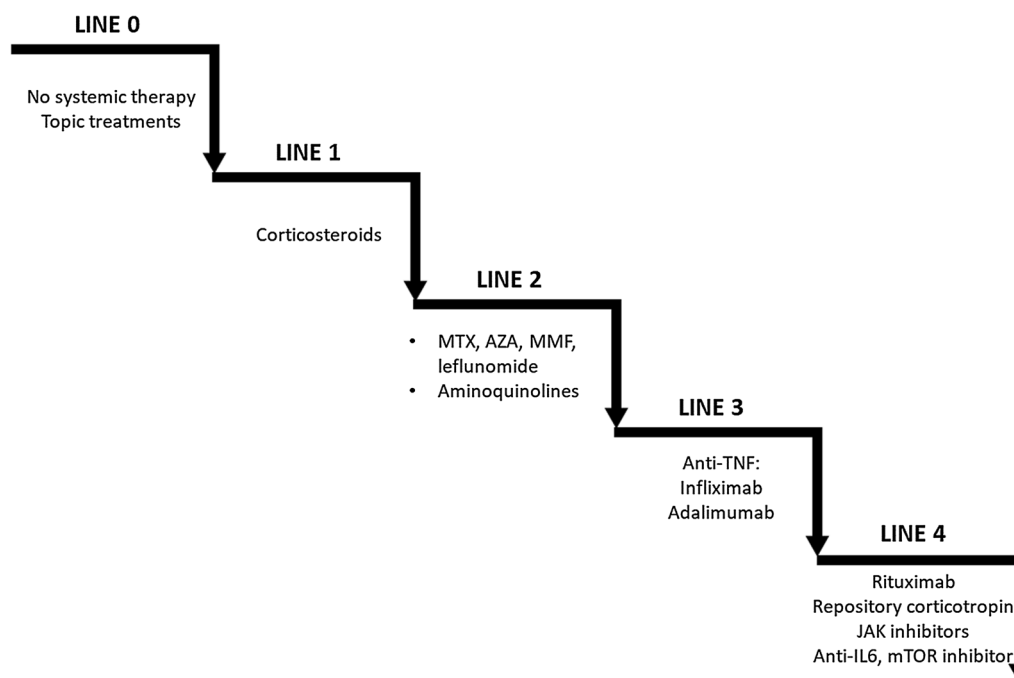 LINE 0
No systemic therapy
Topic treatments
LINE 1
Corticosteroids
LINE 2
• MTX, AZA, MMF,
leflunomide
• Aminoquinolines
LINE 3
Anti-TNF:
Infliximab
Adalimumab
LINE 4
Rituximab
Repository corticotropin
JAK inhibitors
Anti-IL6, mTOR inhibitor